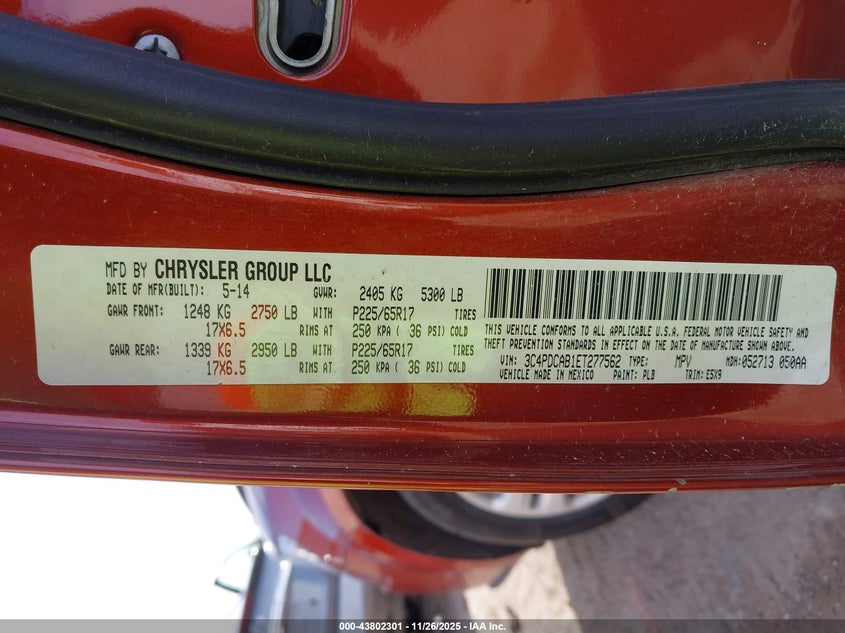 MFD BY CHRYSLER GROUP LLC
DATE OF MFR(BUILT): 5-14 GVWR: 2405 KG 5300 LB
GAWR FRONT: 1248 KG 2750 LB WITH P225/65R17 TIRES
17X6.5 RIMS AT 250 KPA ( 36 PSI) COLD
GAWR REAR: 1339 KG 2950 LB WITH P225/65R17 TIRES
17X6.5 RIMS AT 250 KPA ( 36 PSI) COLD
THIS VEHICLE CONFORMS TO ALL APPLICABLE U.S.A. FEDERAL MOTOR VEHICLE SAFETY AND
THEFT PREVENTION STANDARDS IN EFFECT ON THE DATE OF MANUFACTURE SHOWN ABOVE.
VIN: 3C4PDCAB1ET277562 TYPE: MPV MDH: 052713 050AA
VEHICLE MADE IN MEXICO PAINT: PLB TRIM: E5X9
000-43802301 - 11/26/2025 - IAA Inc.